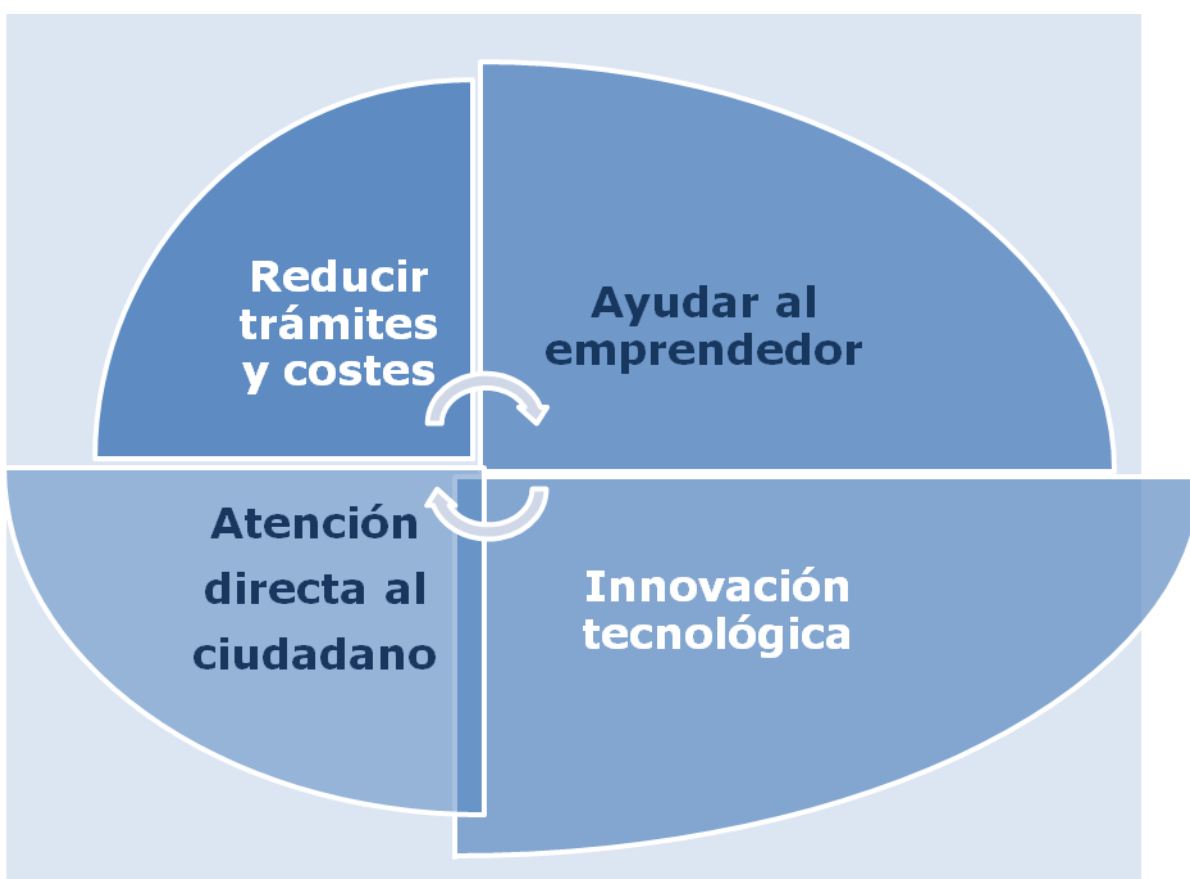 Reducir
trámites
y costes
Ayudar al
emprendedor
Atención
directa al
ciudadano
Innovación
tecnológica